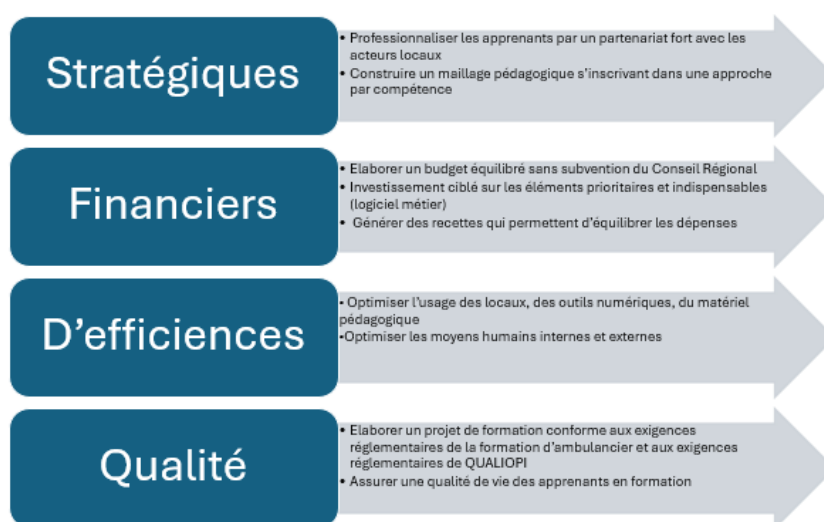 Stratégiques
• Professionnaliser les apprenants par un partenariat fort avec les
acteurs locaux
• Construire un maillage pédagogique s'inscrivant dans une approche
par compétence
Financiers
• Elaborer un budget équilibré sans subvention du Conseil Régional
• Investissement ciblé sur les éléments prioritaires et indispensables
(logiciel métier)
• Générer des recettes qui permettent d'équilibrer les dépenses
D'efficiences
• Optimiser l'usage des locaux, des outils numériques, du matériel
pédagogique
•Optimiser les moyens humains internes et externes
Qualité
• Elaborer un projet de formation conforme aux exigences
réglementaires de la formation d'ambulancier et aux exigences
réglementaires de QUALIOPI
• Assurer une qualité de vie des apprenants en formation